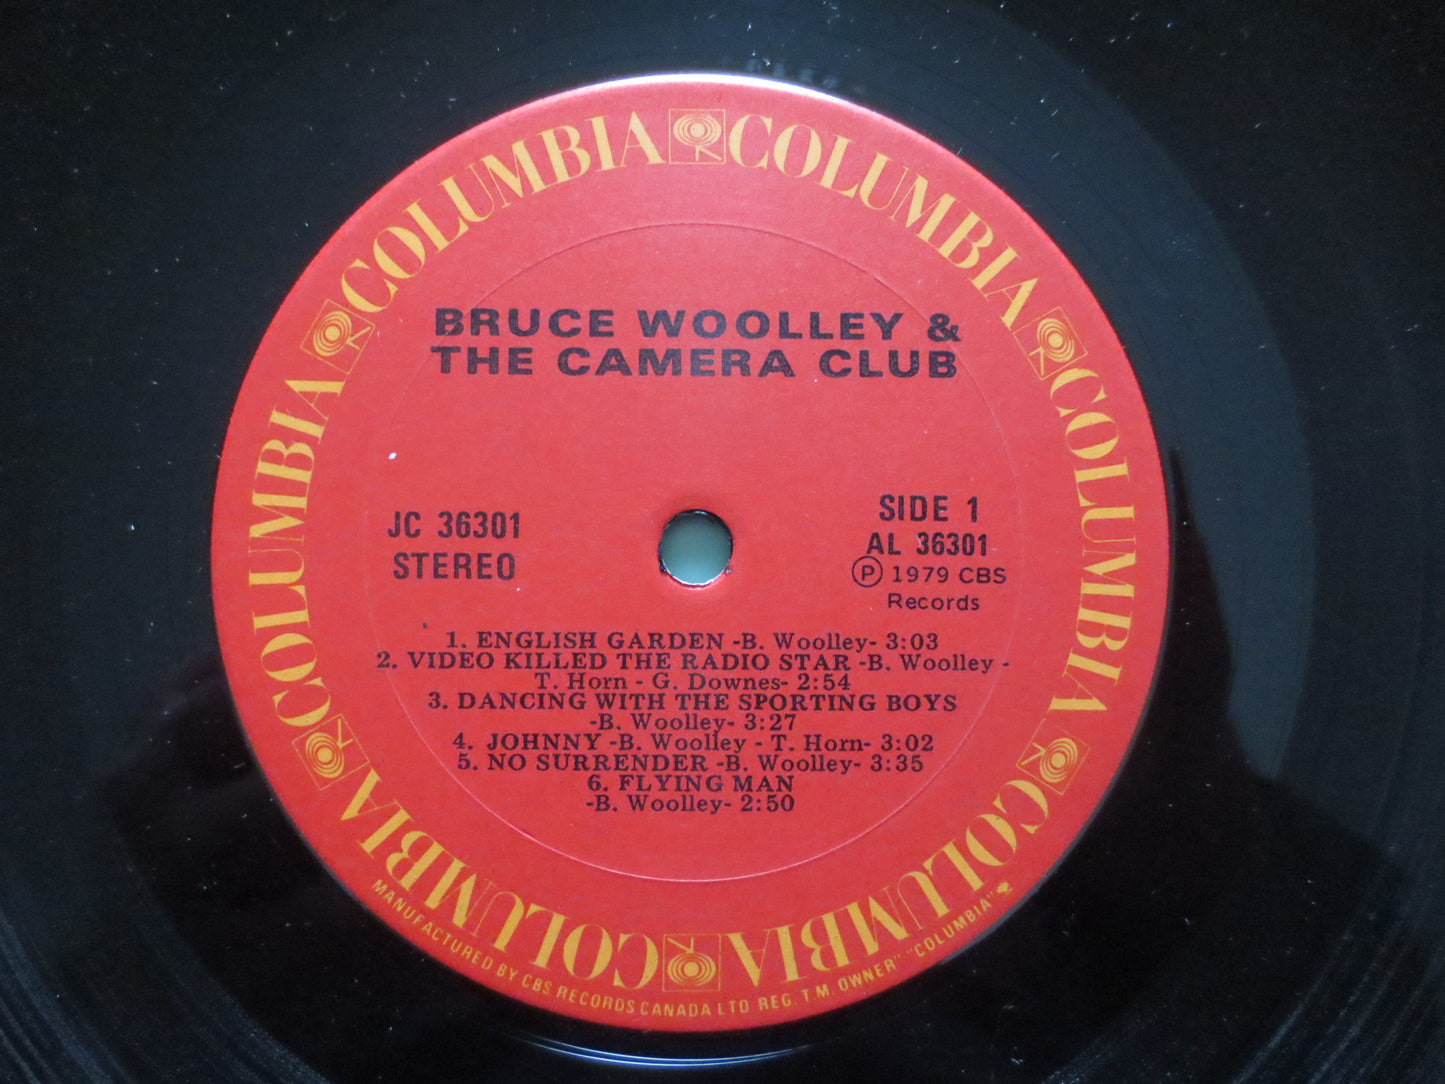 COLUMBIA COLUMBIA COLUMBIA COLUMBIA COLUMBIA COLUMBIA COLUMBIA COLUMBIA
BRUCE WOOLLEY &
THE CAMERA CLUB
JC 36301
STEREO
SIDE 1
AL 36301
Ⓟ 1979 CBS
Records
1. ENGLISH GARDEN -B. Woolley- 3:03
2. VIDEO KILLED THE RADIO STAR -B. Woolley -
T. Horn - G. Downes- 2:54
3. DANCING WITH THE SPORTING BOYS
-B. Woolley- 3:27
4. JOHNNY -B. Woolley - T. Horn- 3:02
5. NO SURRENDER -B. Woolley- 3:35
6. FLYING MAN
-B. Woolley- 2:50
MANUFACTURED BY CBS RECORDS CANADA LTD. REG. T.M. OWNER" "COLUMBIA"